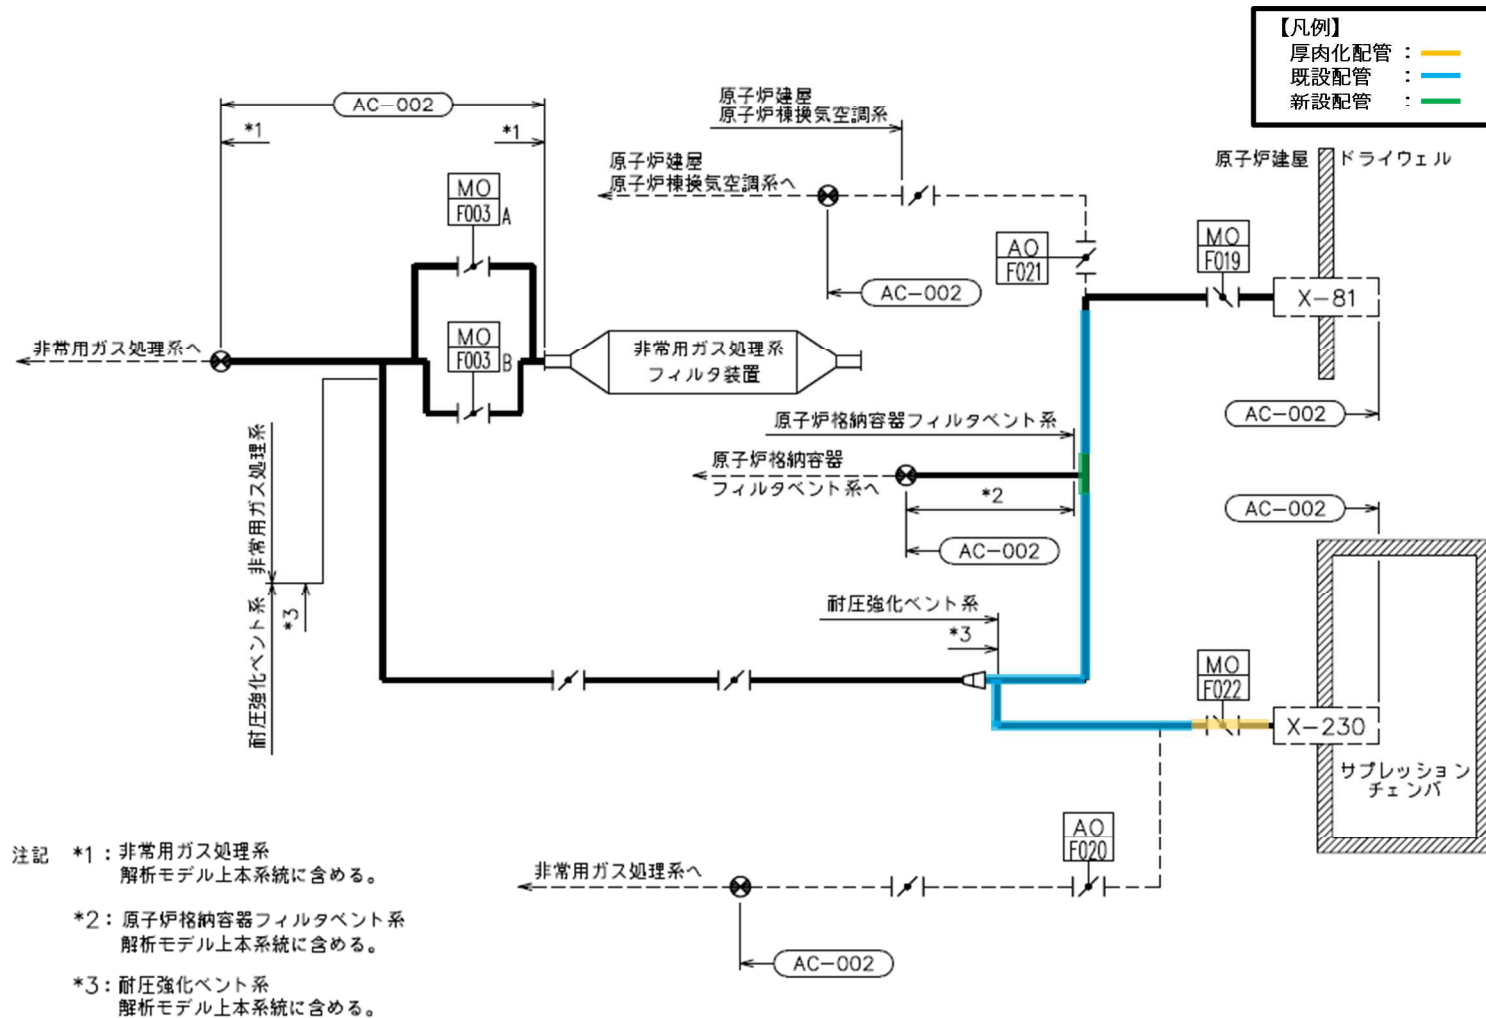 【凡例】
厚肉化配管 :
既設配管 :
新設配管 :
AC-002
*1
*1
原子炉建屋
原子炉棟換気空調系
原子炉建屋
原子炉棟換気空調系へ
原子炉建屋
ドライウェル
MO
F003 A
AO
F021
MO
F019
AC-002
X-81
非常用ガス処理系へ
MO
F003 B
非常用ガス処理系
フィルタ装置
AC-002
原子炉格納容器フィルタベント系
原子炉格納容器
フィルタベント系へ
*2
AC-002
AC-002
非常用ガス処理系
耐圧強化ベント系
*3
耐圧強化ベント系
*3
MO
F022
X-230
サプレッション
チェンバ
AO
F020
非常用ガス処理系へ
AC-002
注記 *1:非常用ガス処理系
解析モデル上本系統に含める。
*2:原子炉格納容器フィルタベント系
解析モデル上本系統に含める。
*3:耐圧強化ベント系
解析モデル上本系統に含める。